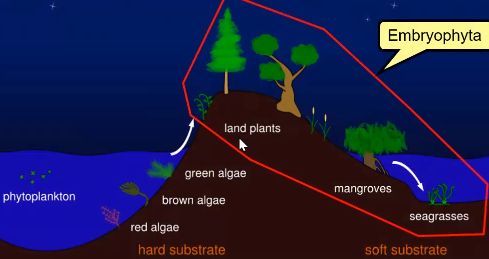 Embryophyta
land plants
green algae
mangroves
phytoplankton
brown algae
seagrasses
red algae
hard substrate
soft substrate